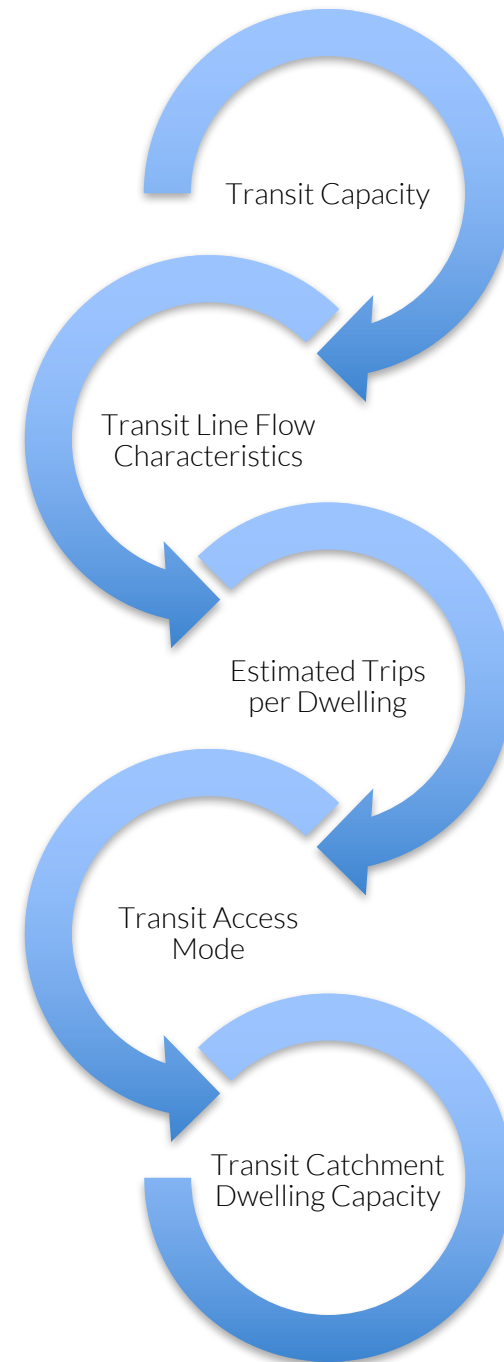 Transit Capacity
Transit Line Flow
Characteristics
Estimated Trips
per Dwelling
Transit Access
Mode
Transit Catchment
Dwelling Capacity